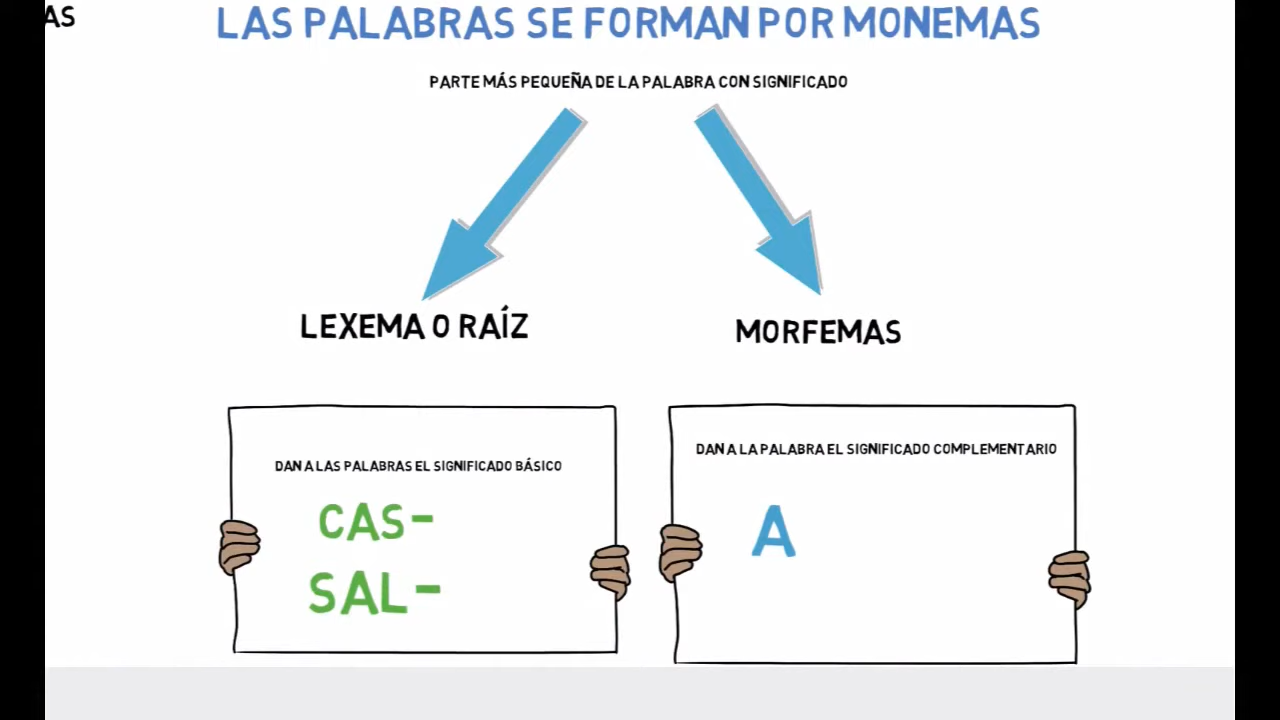 AS
LAS PALABRAS SE FORMAN POR MONEMAS
PARTE MÁS PEQUEÑA DE LA PALABRA CON SIGNIFICADO
LEXEMA O RAÍZ
MORFEMAS
DAN A LAS PALABRAS EL SIGNIFICADO BÁSICO
CAS-
SAL-
DAN A LA PALABRA EL SIGNIFICADO COMPLEMENTARIO
A